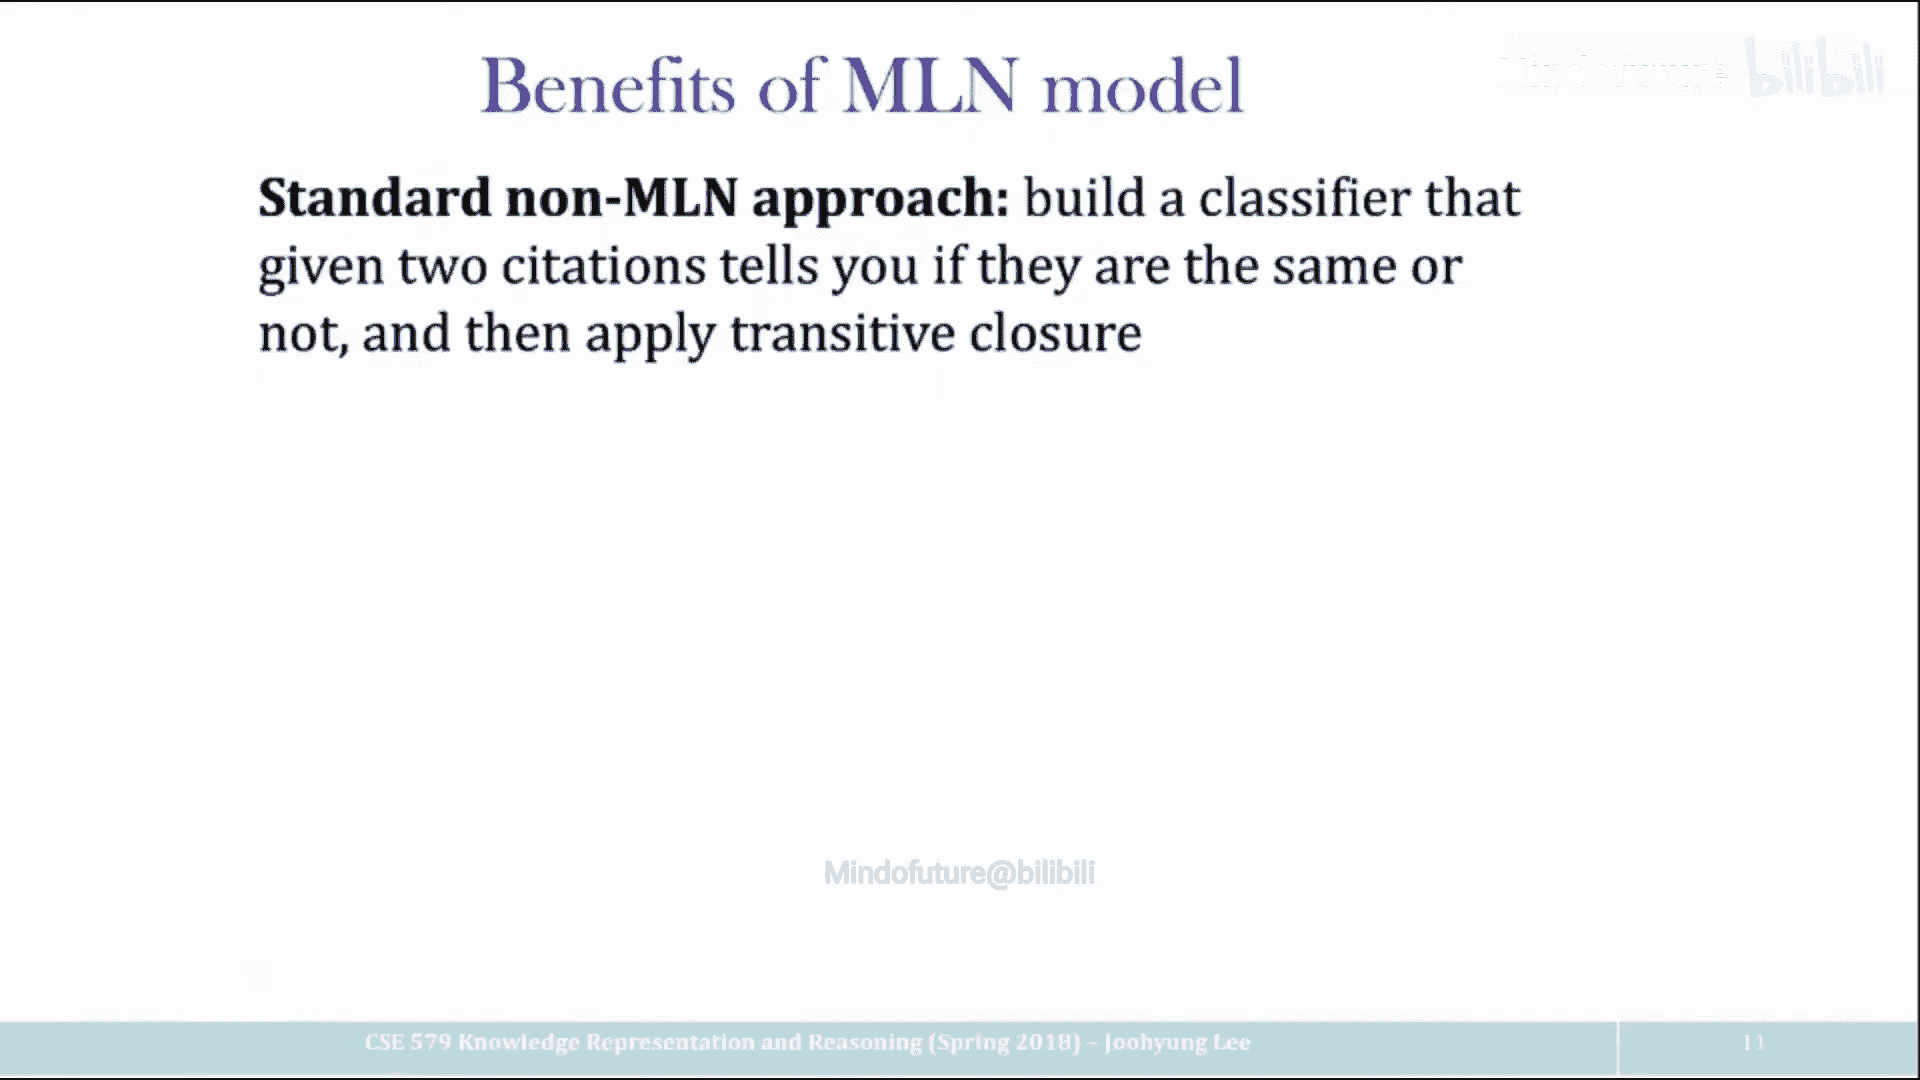 Benefits of MLN model
bilibili
Standard non-MLN approach: build a classifier that
given two citations tells you if they are the same or
not, and then apply transitive closure
Mindofuture@bilibili
CSE 579 Knowledge Representation and Reasoning (Spring 2018) - Joohyung Lee
11